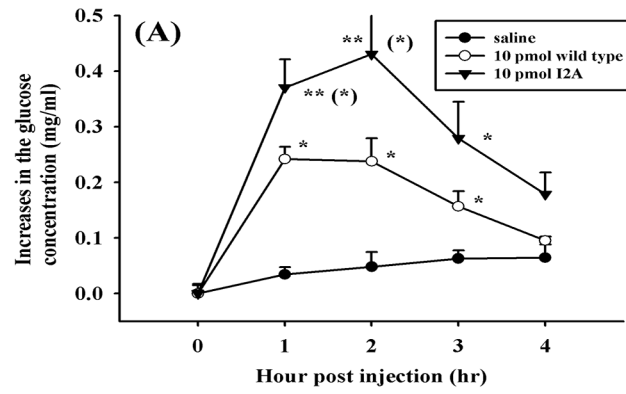 (A)
saline
10 pmol wild type
10 pmol I2A
Increases in the glucose
concentration (mg/ml)
0.5
0.4
0.3
0.2
0.1
0.0
** (*)
** (*)
*
*
*
*
0 1 2 3 4
Hour post injection (hr)